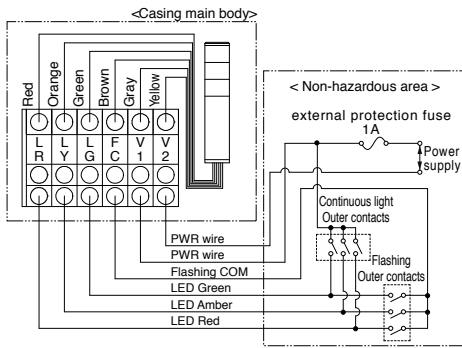 <Casing main body>
Red
Orange
Green
Brown
Gray
Yellow
L R
L Y
L G
F C
V 1
V 2
< Non-hazardous area >
external protection fuse
1A
Power
supply
Continuous light
Outer contacts
Flashing
Outer contacts
PWR wire
PWR wire
Flashing COM
LED Green
LED Amber
LED Red